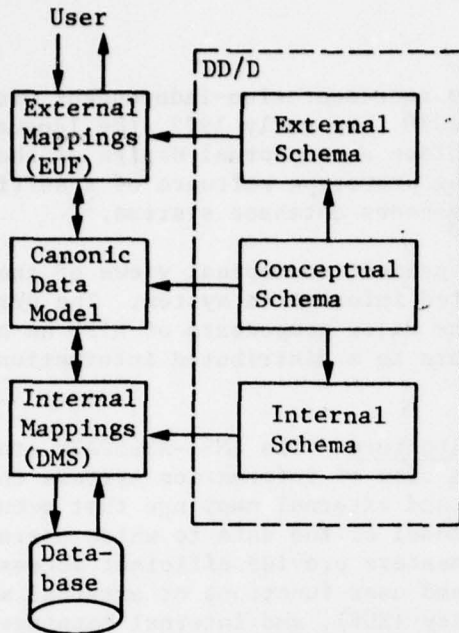 User
DD/D
External
Mappings
(EUF)
External
Schema
Canonic
Data
Model
Conceptual
Schema
Internal
Mappings
(DMS)
Internal
Schema
Data-
base